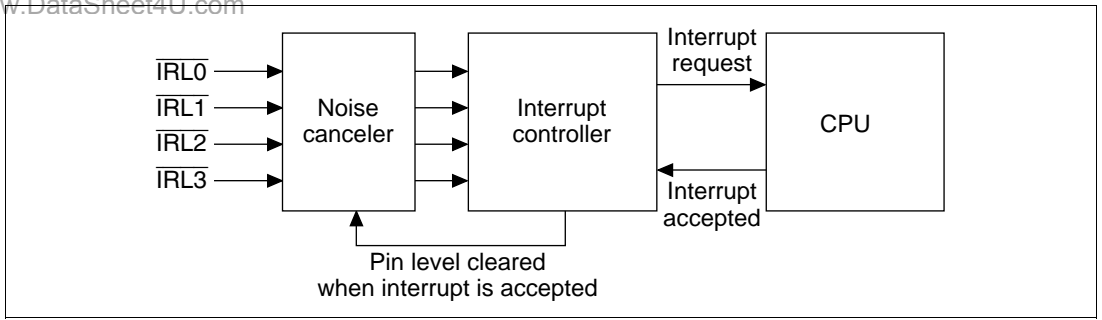 w.DataSheet4U.com
Interrupt
request
IRL0
IRL1
IRL2
IRL3
Noise
canceler
Interrupt
controller
CPU
Interrupt
accepted
Pin level cleared
when interrupt is accepted